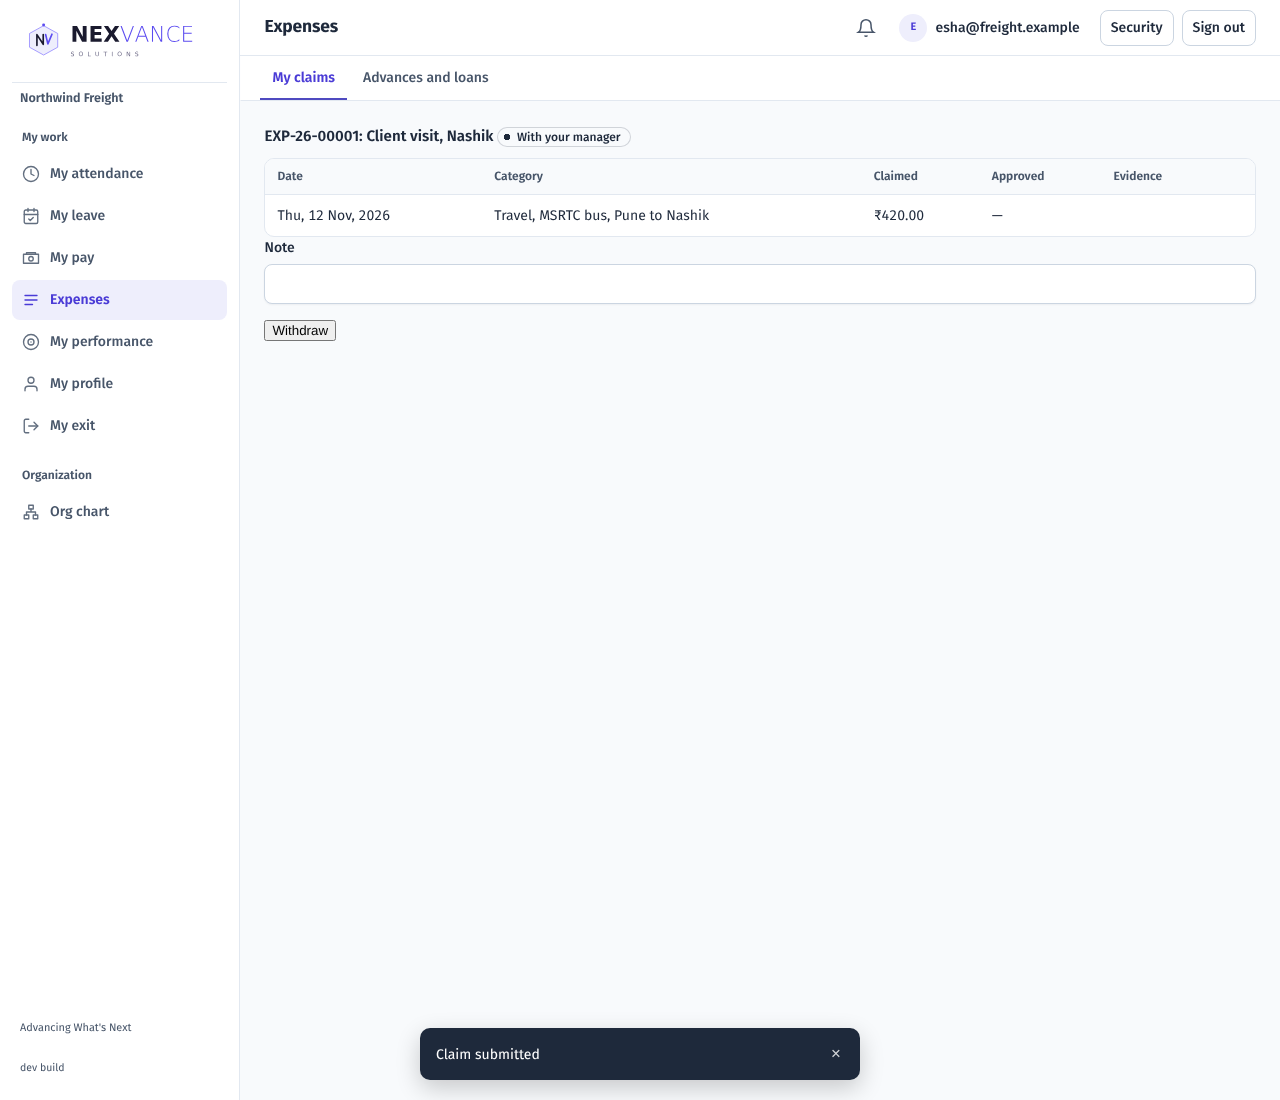 NEXVANCE
SOLUTIONS
Northwind Freight
My work
My attendance
My leave
My pay
Expenses
My performance
My profile
My exit
Organization
Org chart
Advancing What's Next
dev build
Expenses
E
esha@freight.example
Security
Sign out
My claims
Advances and loans
EXP-26-00001: Client visit, Nashik
With your manager
Date Category Claimed Approved Evidence
Thu, 12 Nov, 2026 Travel, MSRTC bus, Pune to Nashik ₹420.00 —
Note
Withdraw
Claim submitted ×